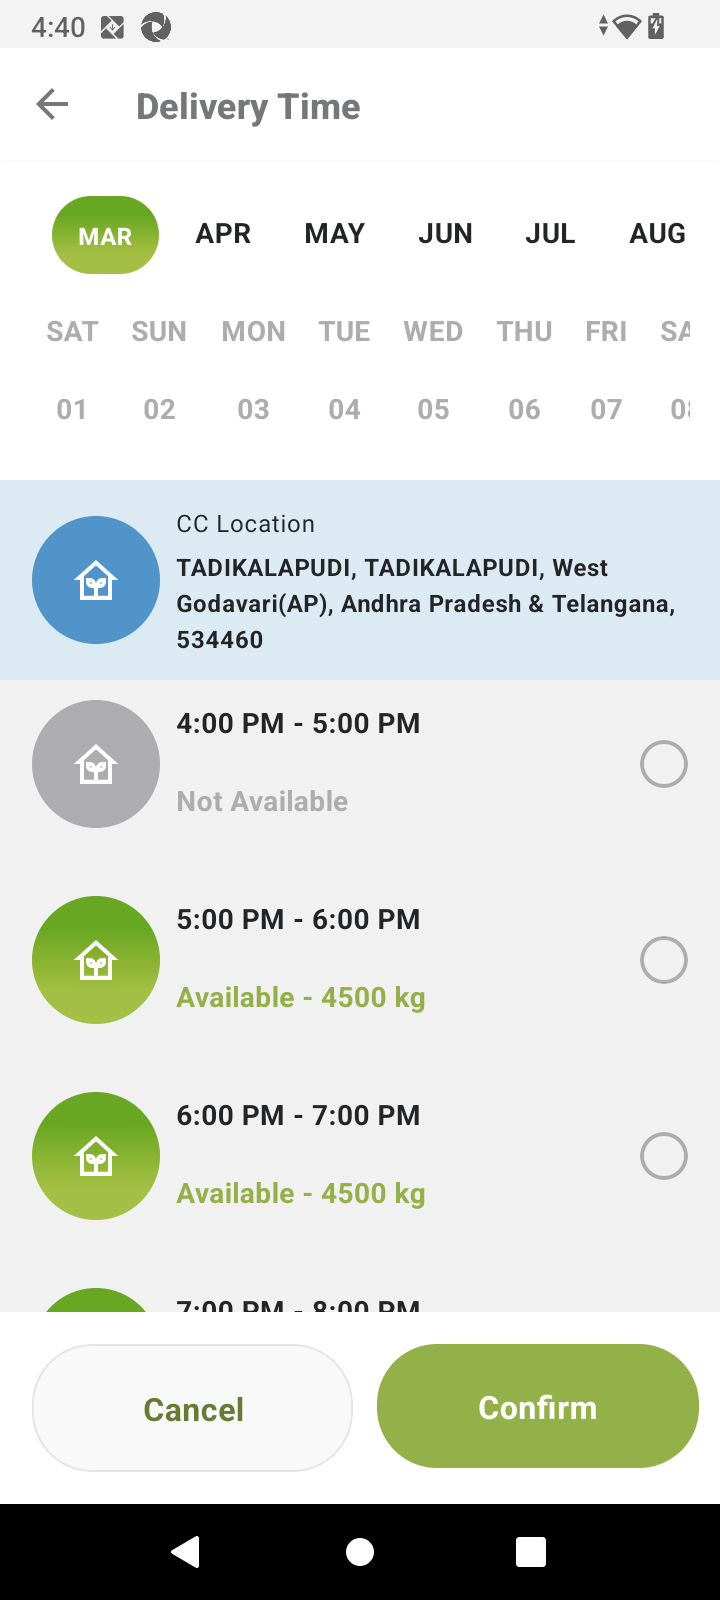 4:40
Delivery Time
MAR APR MAY JUN JUL AUG
SAT SUN MON TUE WED THU FRI SA
01 02 03 04 05 06 07 08
CC Location
TADIKALAPUDI, TADIKALAPUDI, West
Godavari(AP), Andhra Pradesh & Telangana,
534460
4:00 PM - 5:00 PM
Not Available
5:00 PM - 6:00 PM
Available - 4500 kg
6:00 PM - 7:00 PM
Available - 4500 kg
7:00 PM - 8:00 PM
Cancel
Confirm